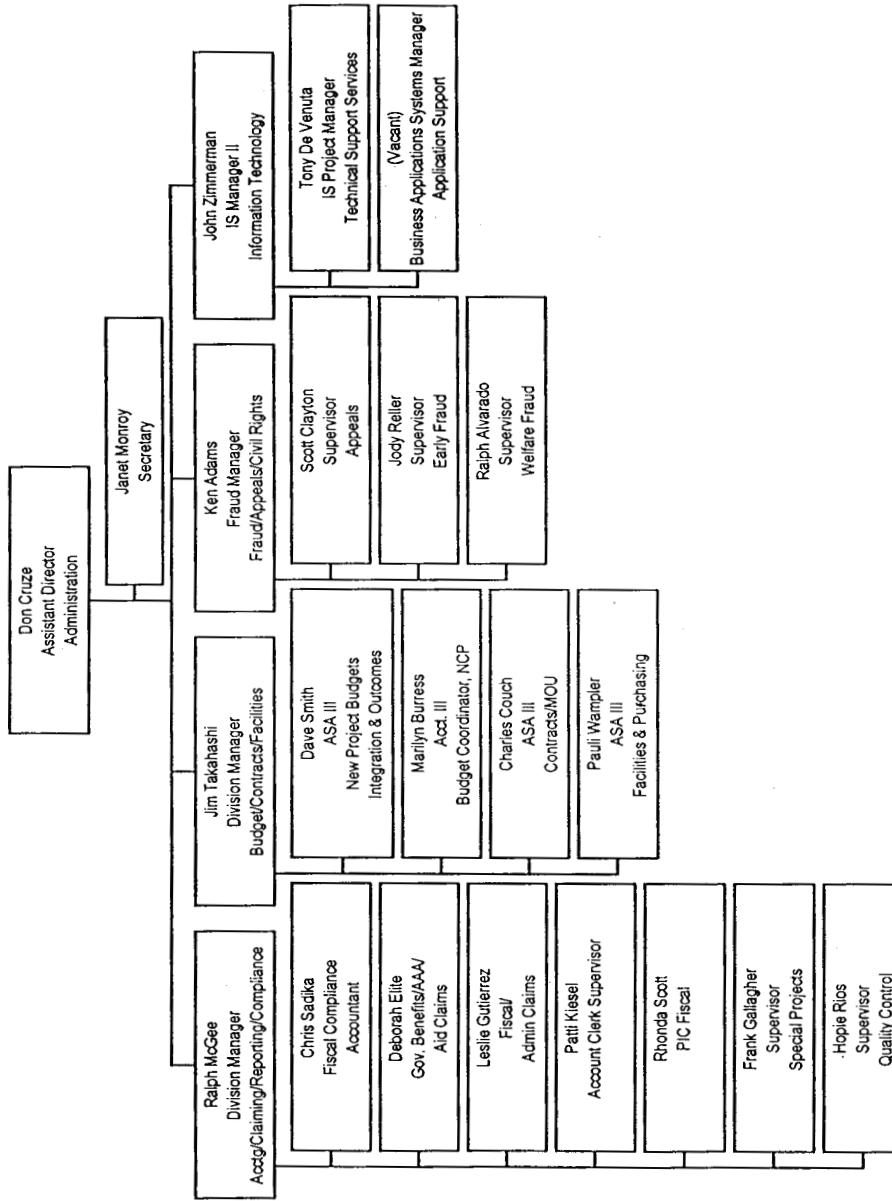 Don Cruze
Assistant Director
Administration
Janet Monroy
Secretary
Ralph McGee
Division Manager
Acctg/Claiming/Reporting/Compliance
Chris Sadika
Fiscal Compliance
Accountant
Deborah Elite
Gov. Benefits/AAA/
Aid Claims
Leslie Gutierrez
Fiscal/
Admin Claims
Patti Kiesel
Account Clerk Supervisor
Rhonda Scott
PIC Fiscal
Frank Gallagher
Supervisor
Special Projects
Hopie Rios
Supervisor
Quality Control
Jim Takahashi
Division Manager
Budget/Contracts/Facilities
Dave Smith
ASA III
New Project Budgets
Integration & Outcomes
Marilyn Burress
Acct. III
Budget Coordinator, NCP
Charles Couch
ASA III
Contracts/MOU
Pauli Wampler
ASA III
Facilities & Purchasing
Ken Adams
Fraud Manager
Fraud/Appeals/Civil Rights
Scott Clayton
Supervisor
Appeals
Jody Reller
Supervisor
Early Fraud
Ralph Alvarado
Supervisor
Welfare Fraud
John Zimmerman
IS Manager II
Information Technology
Tony De Venuta
IS Project Manager
Technical Support Services
(Vacant)
Business Applications Systems Manager
Application Support